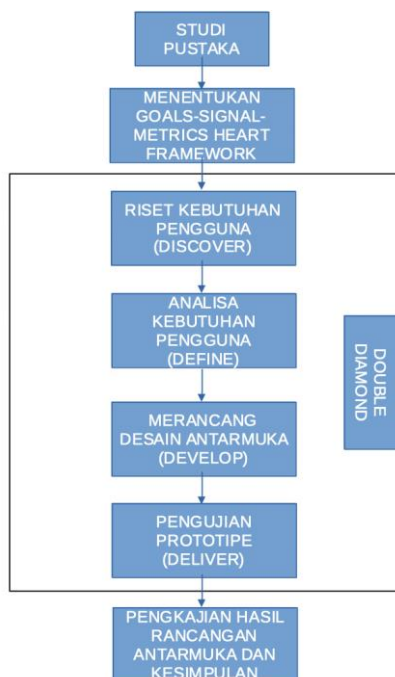 STUDI
PUSTAKA
MENENTUKAN
GOALS-SIGNAL-
METRICS HEART
FRAMEWORK
RISET KEBUTUHAN
PENGGUNA
(DISCOVER)
ANALISA
KEBUTUHAN
PENGGUNA
(DEFINE)
DOUBLE
DIAMOND
MERANCANG
DESAIN ANTARMUKA
(DEVELOP)
PENGUJIAN
PROTOTIPE
(DELIVER)
PENGKAJIAN HASIL
RANCANGAN
ANTARMUKA DAN
KESIMPULAN